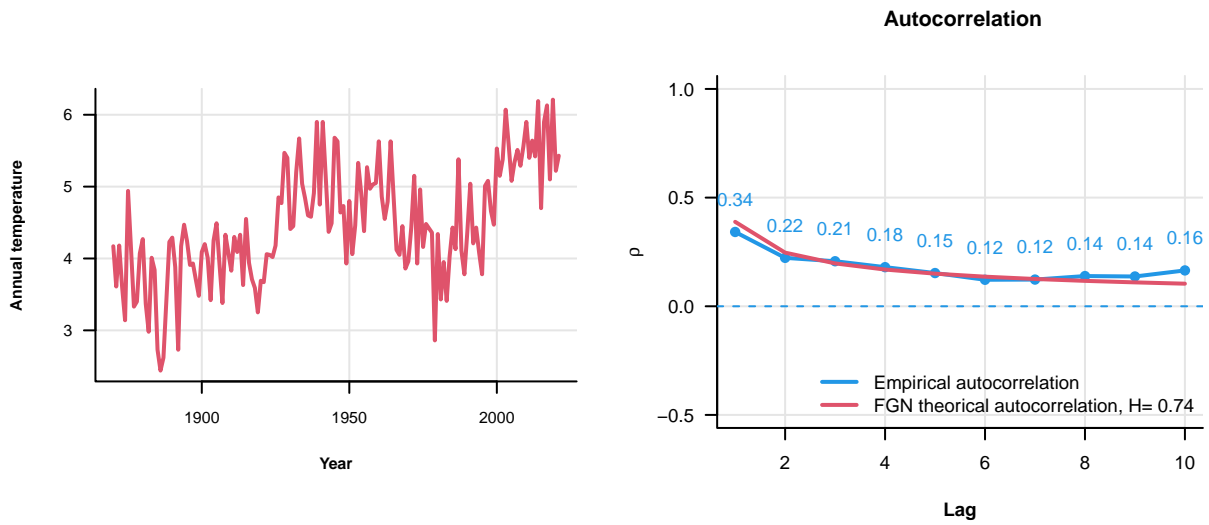 Annual temperature
6
5
4
3
1900 1950 2000
Year
Autocorrelation
ρ
1.0
0.5
0.0
−0.5
0.34
0.22
0.21
0.18
0.15
0.12
0.12
0.14
0.14
0.16
Empirical autocorrelation
FGN theorical autocorrelation, H= 0.74
2 4 6 8 10
Lag